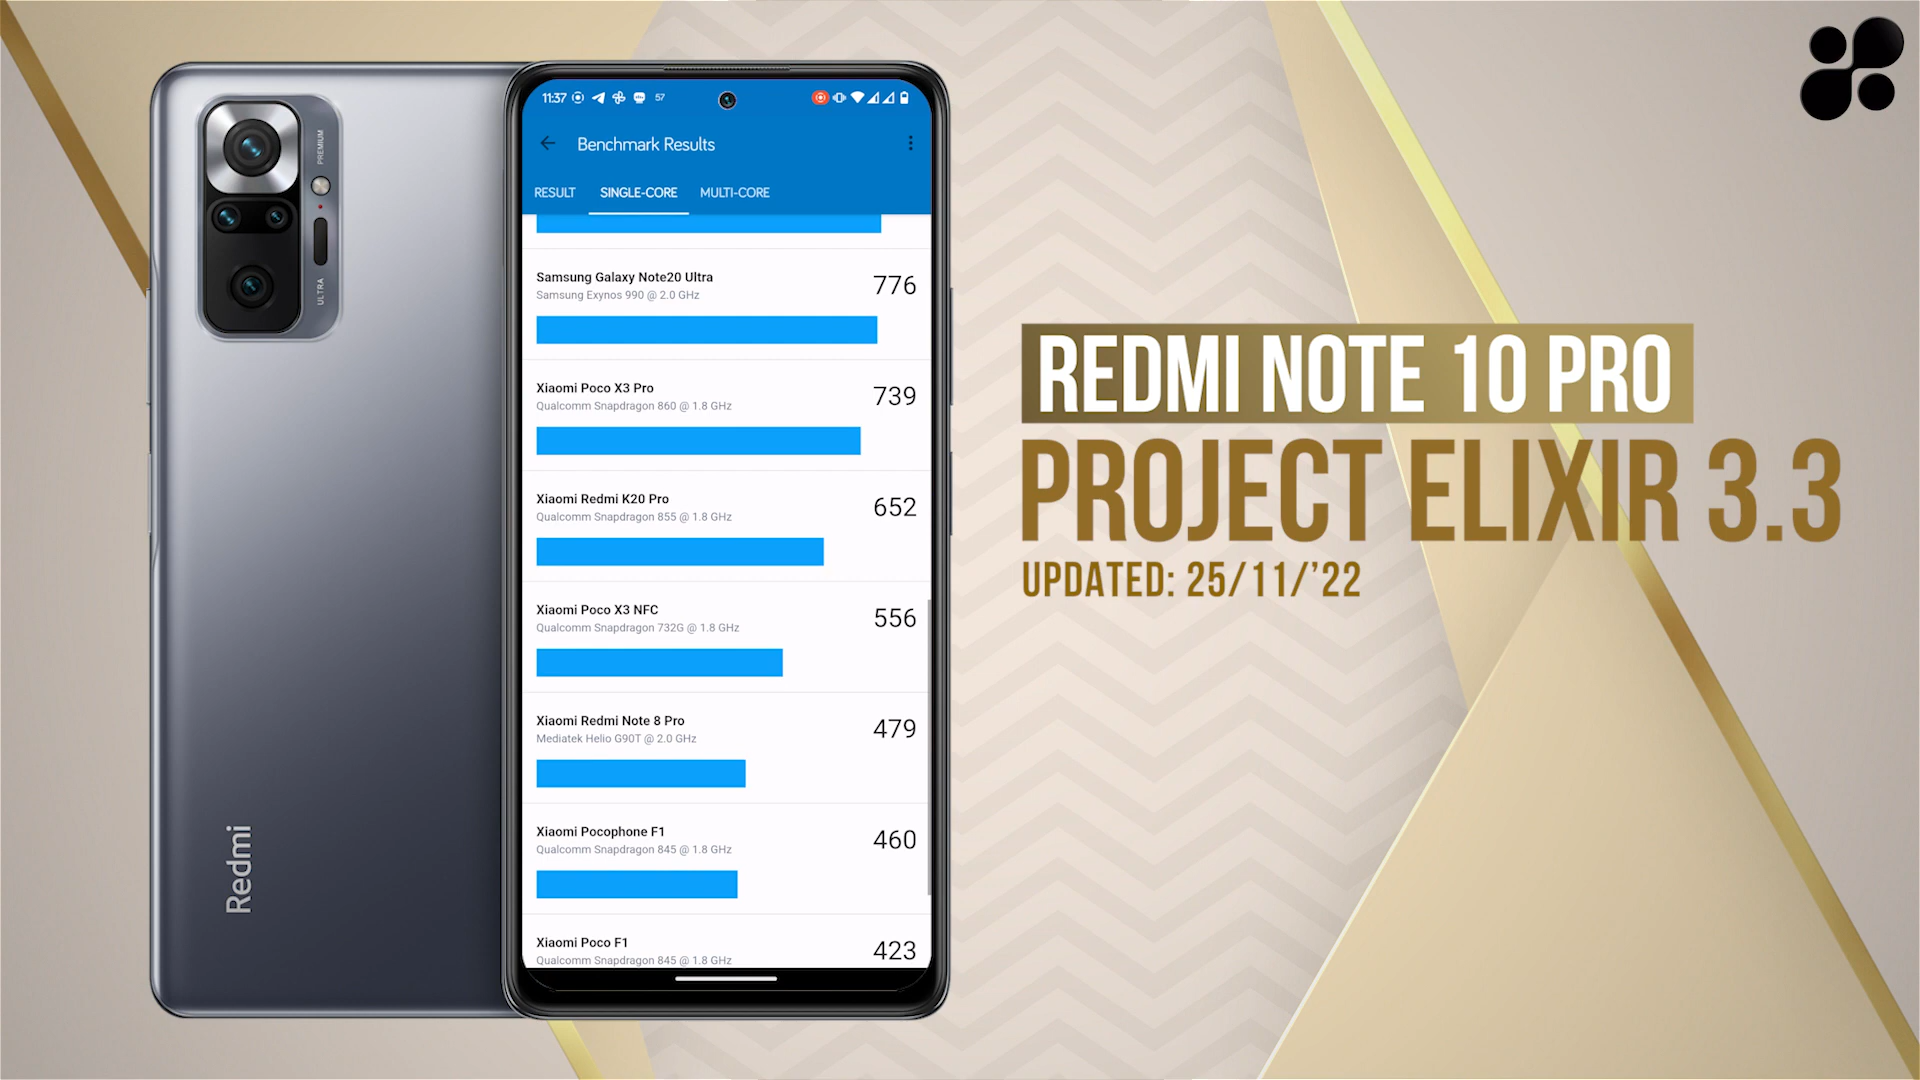 PREMIUM
ULTRA
Redmi
11:37 57
Benchmark Results
RESULT SINGLE-CORE MULTI-CORE
Samsung Galaxy Note20 Ultra 776
Samsung Exynos 990 @ 2.0 GHz
Xiaomi Poco X3 Pro 739
Qualcomm Snapdragon 860 @ 1.8 GHz
Xiaomi Redmi K20 Pro 652
Qualcomm Snapdragon 855 @ 1.8 GHz
Xiaomi Poco X3 NFC 556
Qualcomm Snapdragon 732G @ 1.8 GHz
Xiaomi Redmi Note 8 Pro 479
Mediatek Helio G90T @ 2.0 GHz
Xiaomi Pocophone F1 460
Qualcomm Snapdragon 845 @ 1.8 GHz
Xiaomi Poco F1 423
Qualcomm Snapdragon 845 @ 1.8 GHz
REDMI NOTE 10 PRO
PROJECT ELIXIR 3.3
UPDATED: 25/11/'22